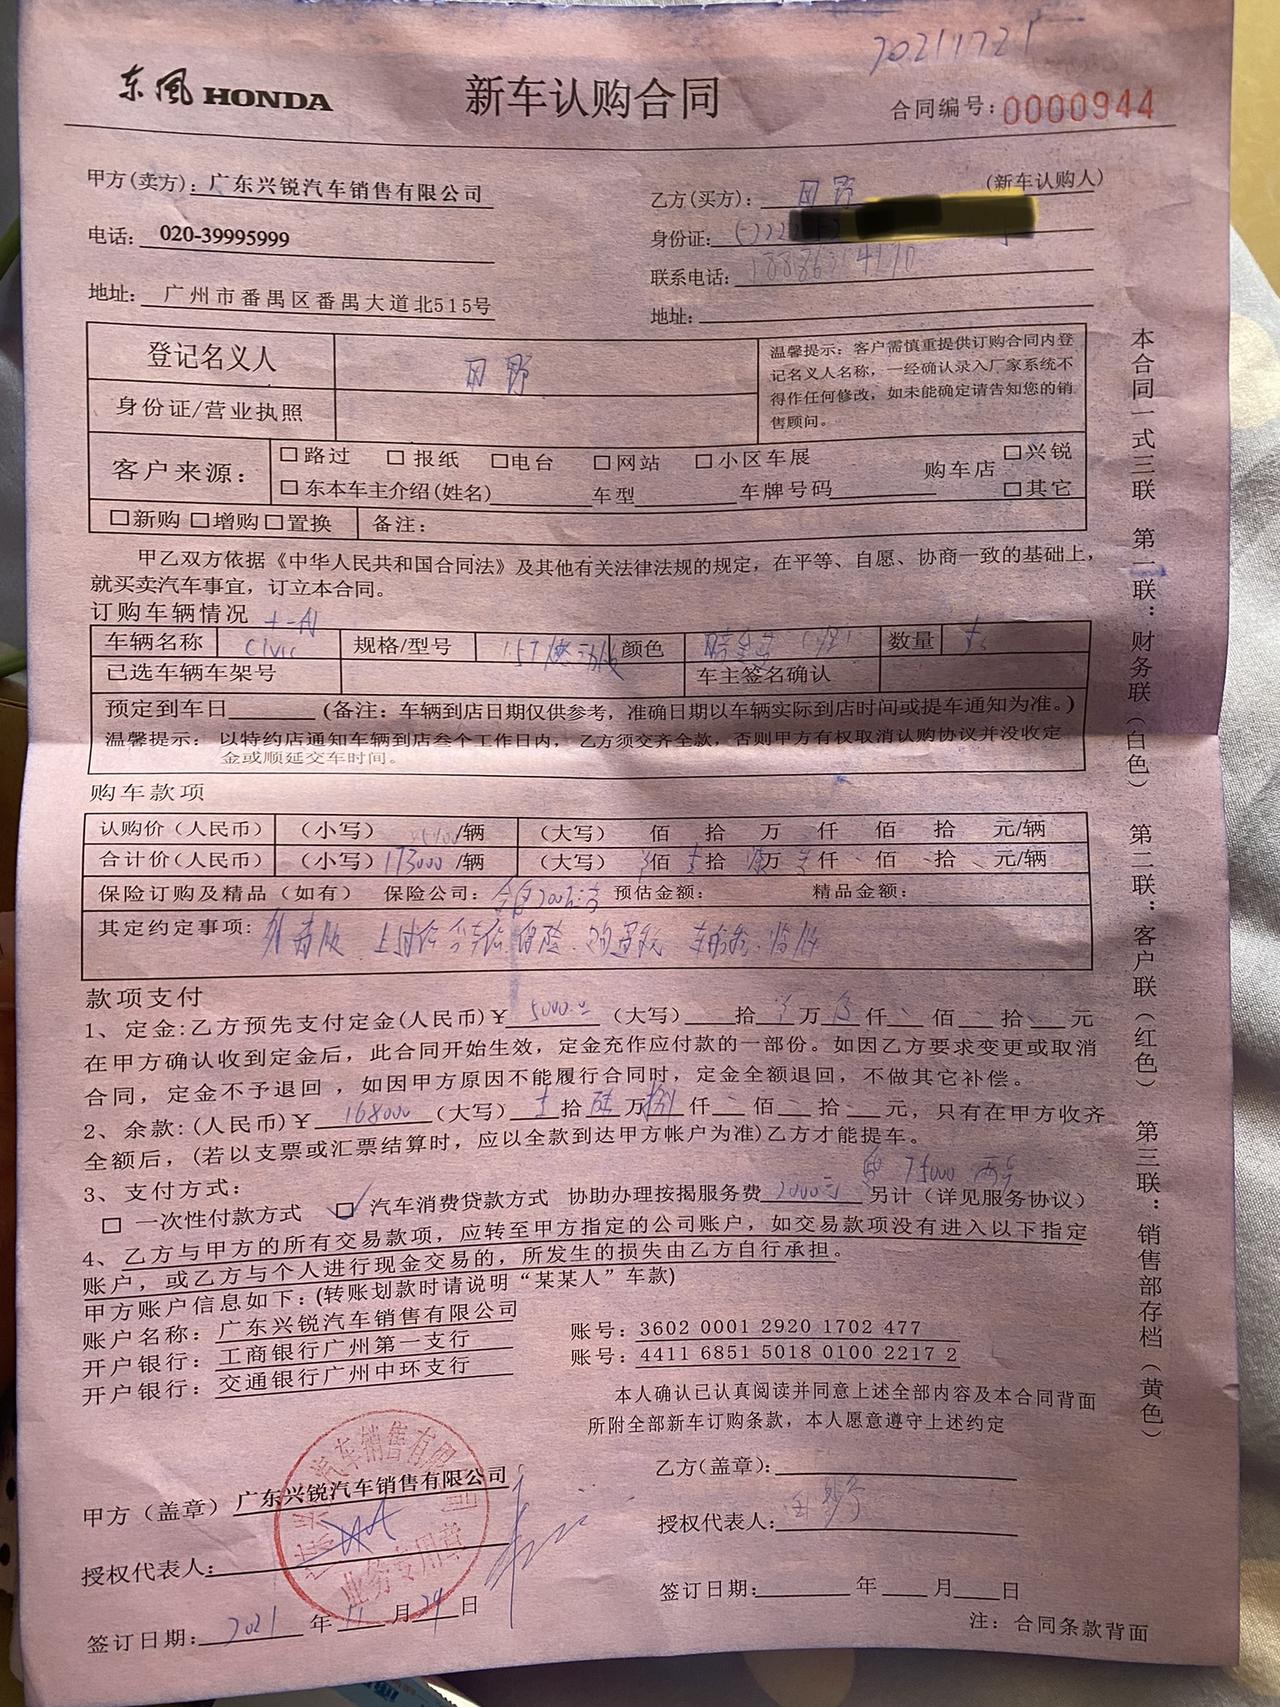 东风HONDA
新车认购合同
合同编号:0000944
甲方(卖方):广东兴锐汽车销售有限公司
乙方(买方): 田野 (新车认购人)
电话: 020-39995999
身份证:
联系电话:
地址: 广州市番禺区番禺大道北515号
地址:
登记名义人 田野
身份证/营业执照
温馨提示:客户需慎重提供订购合同内登
记名义人名称,一经确认录入厂家系统不
得作任何修改,如未能确定请告知您的销
售顾问。
客户来源: □路过 □报纸 □电台 □网站 □小区车展 购车店 □兴锐
□东本车主介绍(姓名) 车型 车牌号码 □其它
□新购 □增购 □置换 备注:
甲乙双方依据《中华人民共和国合同法》及其他有关法律法规的规定,在平等、自愿、协商一致的基础上,
就买卖汽车事宜,订立本合同。
订购车辆情况
车辆名称 Civic 规格/型号 颜色 数量
已选车辆车架号 车主签名确认
预定到车日 (备注:车辆到店日期仅供参考,准确日期以车辆实际到店时间或提车通知为准。)
温馨提示: 以特约店通知车辆到店叁个工作日内,乙方须交齐全款,否则甲方有权取消认购协议并没收定
金或顺延交车时间。
购车款项
认购价(人民币) (小写) /辆 (大写) 佰 拾 万 仟 佰 拾 元/辆
合计价(人民币) (小写)173000/辆 (大写) 佰 拾 万 仟 佰 拾 元/辆
保险订购及精品(如有) 保险公司: 预估金额: 精品金额:
其定约定事项:
款项支付
1、定金:乙方预先支付定金(人民币)¥ 5000 (大写) 拾 万 仟 佰 拾 元
在甲方确认收到定金后,此合同开始生效,定金充作应付款的一部份。如因乙方要求变更或取消
合同,定金不予退回,如因甲方原因不能履行合同时,定金全额退回,不做其它补偿。
2、余款:(人民币)¥ 168000 (大写) 拾 陆 万 捌 仟 佰 拾 元,只有在甲方收齐
全额后,(若以支票或汇票结算时,应以全款到达甲方帐户为准)乙方才能提车。
3、支付方式:
□ 一次性付款方式 ☑ 汽车消费贷款方式 协助办理按揭服务费 另计(详见服务协议)
4、乙方与甲方的所有交易款项,应转至甲方指定的公司账户,如交易款项没有进入以下指定
账户,或乙方与个人进行现金交易的,所发生的损失由乙方自行承担。
甲方账户信息如下:(转账划款时请说明“某某人”车款)
账户名称: 广东兴锐汽车销售有限公司
开户银行: 工商银行广州第一支行 账号:3602 0001 2920 1702 477
开户银行: 交通银行广州中环支行 账号:4411 6851 5018 0100 2217 2
本人确认已认真阅读并同意上述全部内容及本合同背面
所附全部新车订购条款,本人愿意遵守上述约定
甲方(盖章)广东兴锐汽车销售有限公司
乙方(盖章):
授权代表人:
授权代表人:
业务专用章
签订日期: 2021 年 11 月 24 日
签订日期: 年 月 日
注:合同条款背面
本合同一式三联 第一联:财务联(白色) 第二联:客户联(红色) 第三联:销售部存档(黄色)